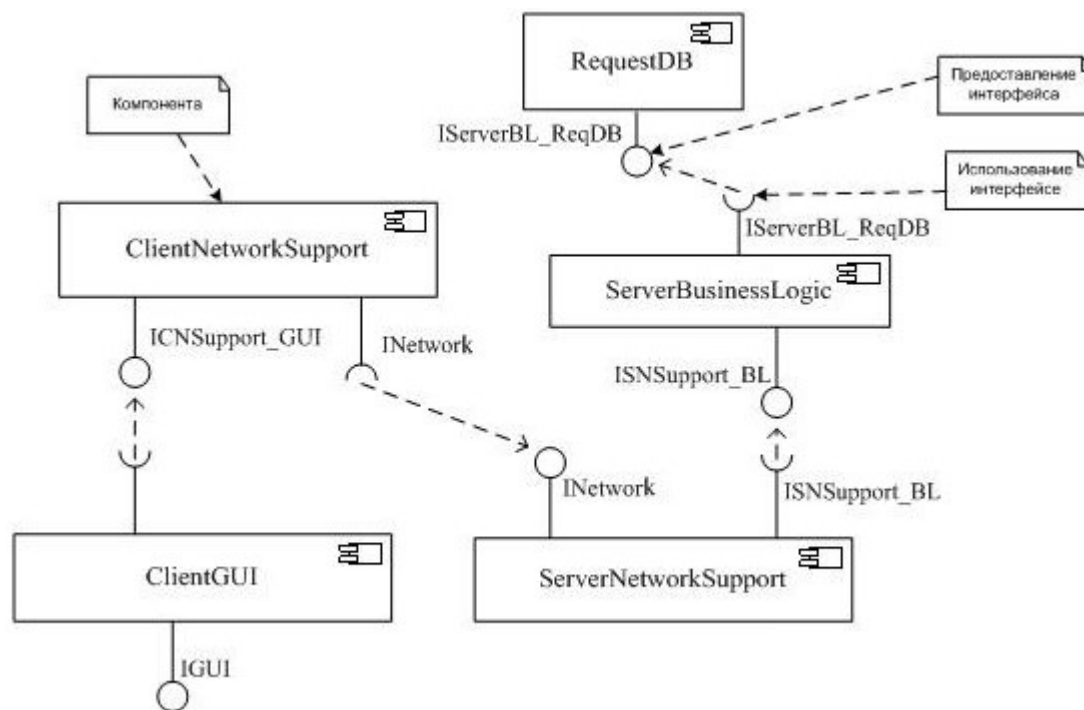 RequestDB
Предоставление
интерфейса
Компонента
IServerBL_ReqDB
Использование
интерфейсе
ClientNetworkSupport
IServerBL_ReqDB
ServerBusinessLogic
ICNSupport_GUI
INetwork
ISNSupport_BL
INetwork
ISNSupport_BL
ClientGUI
ServerNetworkSupport
IGUI